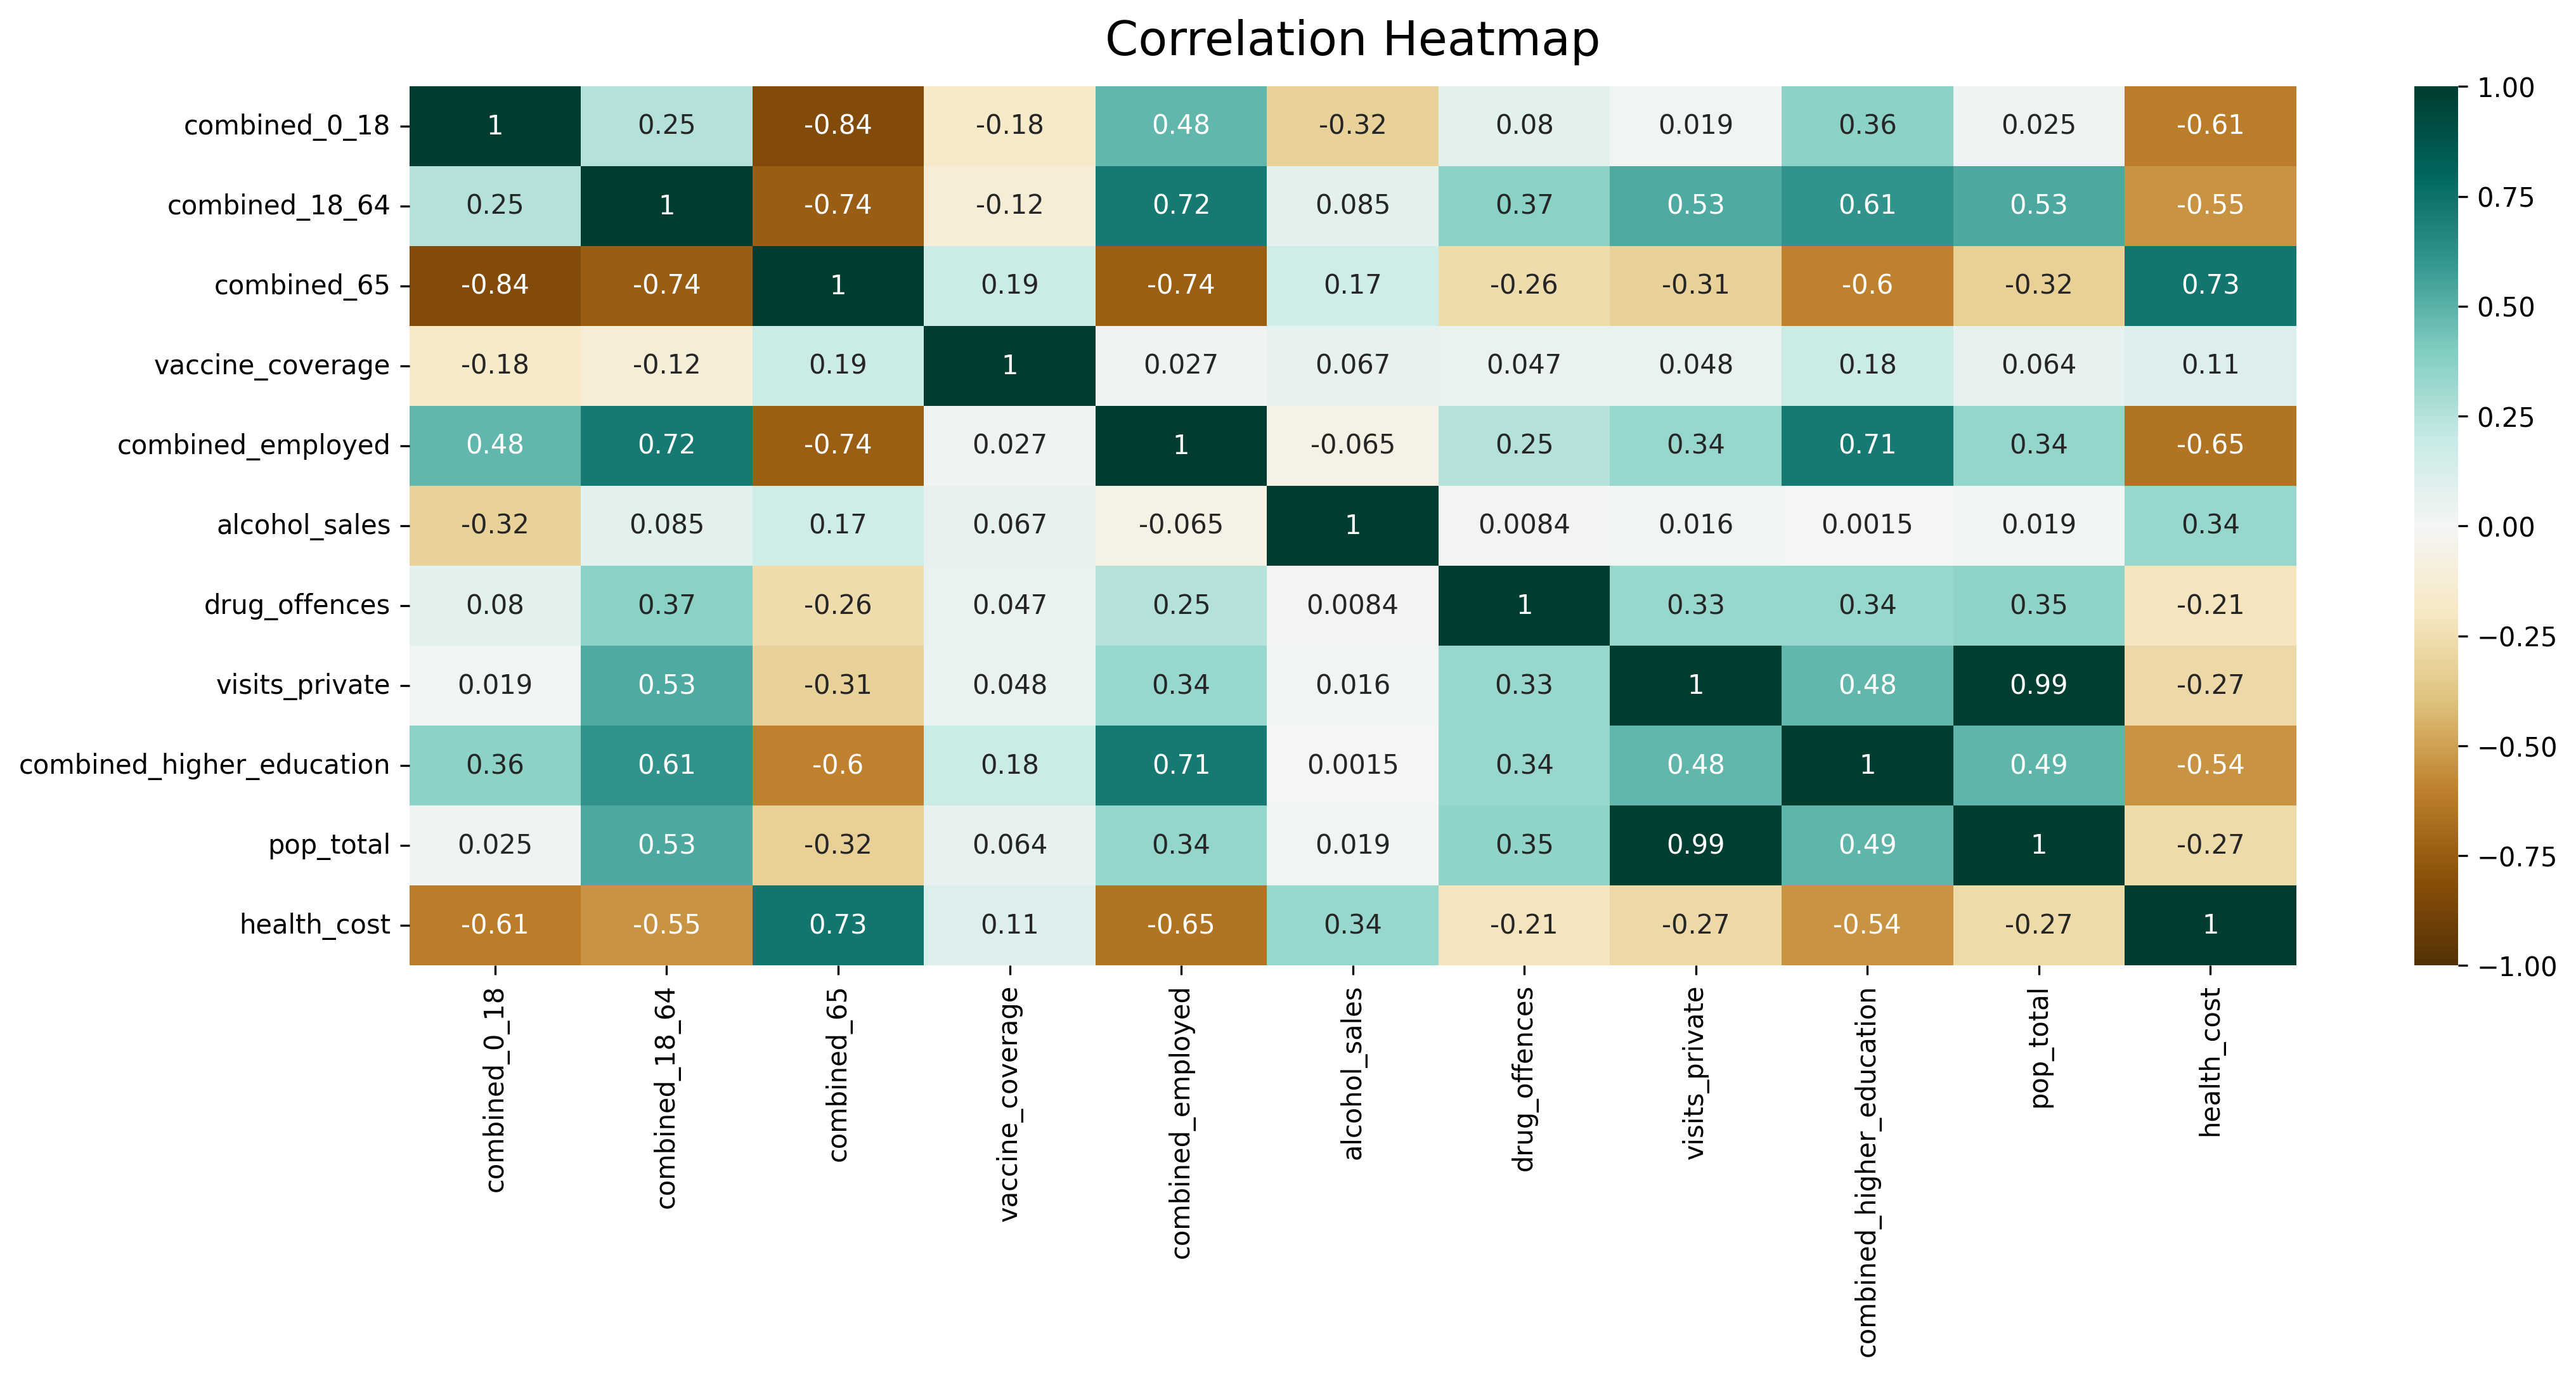 Correlation Heatmap
combined_0_18 1 0.25 -0.84 -0.18 0.48 -0.32 0.08 0.019 0.36 0.025 -0.61
combined_18_64 0.25 1 -0.74 -0.12 0.72 0.085 0.37 0.53 0.61 0.53 -0.55
combined_65 -0.84 -0.74 1 0.19 -0.74 0.17 -0.26 -0.31 -0.6 -0.32 0.73
vaccine_coverage -0.18 -0.12 0.19 1 0.027 0.067 0.047 0.048 0.18 0.064 0.11
combined_employed 0.48 0.72 -0.74 0.027 1 -0.065 0.25 0.34 0.71 0.34 -0.65
alcohol_sales -0.32 0.085 0.17 0.067 -0.065 1 0.0084 0.016 0.0015 0.019 0.34
drug_offences 0.08 0.37 -0.26 0.047 0.25 0.0084 1 0.33 0.34 0.35 -0.21
visits_private 0.019 0.53 -0.31 0.048 0.34 0.016 0.33 1 0.48 0.99 -0.27
combined_higher_education 0.36 0.61 -0.6 0.18 0.71 0.0015 0.34 0.48 1 0.49 -0.54
pop_total 0.025 0.53 -0.32 0.064 0.34 0.019 0.35 0.99 0.49 1 -0.27
health_cost -0.61 -0.55 0.73 0.11 -0.65 0.34 -0.21 -0.27 -0.54 -0.27 1
combined_0_18
combined_18_64
combined_65
vaccine_coverage
combined_employed
alcohol_sales
drug_offences
visits_private
combined_higher_education
pop_total
health_cost
1.00
0.75
0.50
0.25
0.00
−0.25
−0.50
−0.75
−1.00